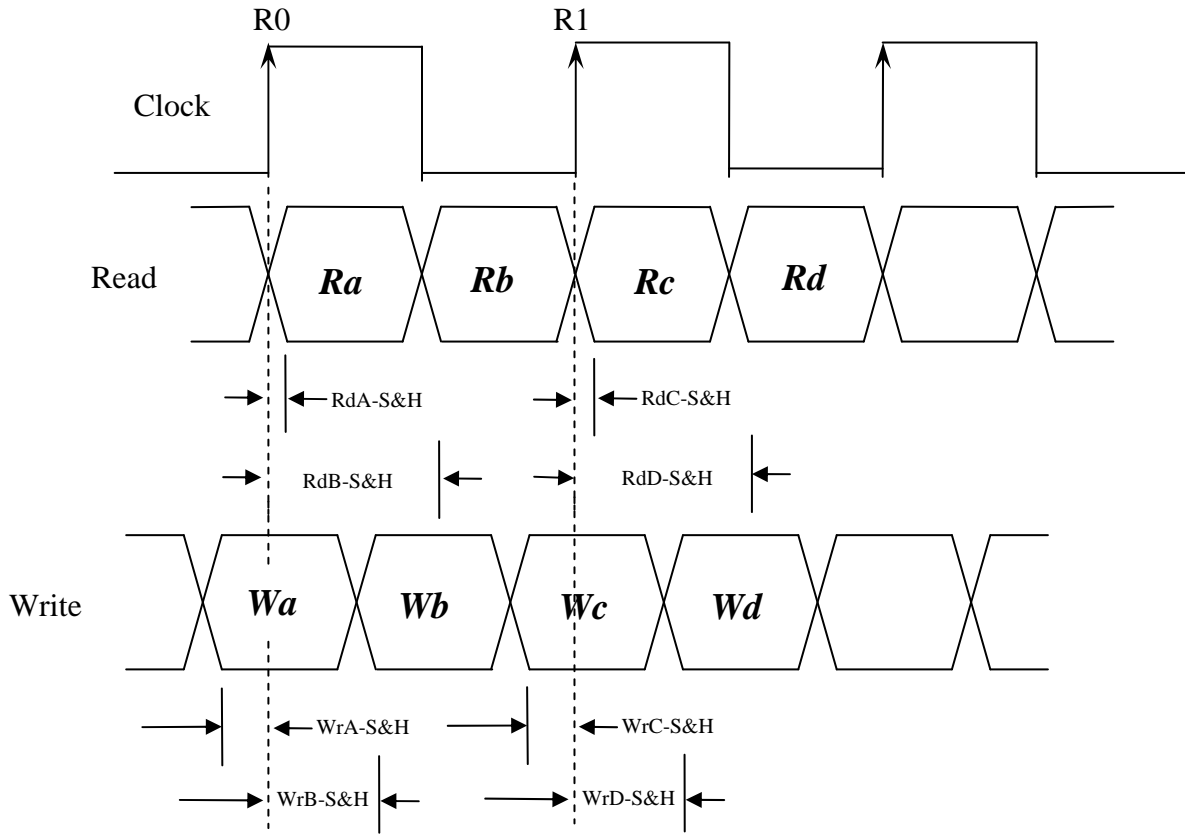 R0 R1
Clock
Read Ra Rb Rc Rd
RdA-S&H RdC-S&H
RdB-S&H RdD-S&H
Write Wa Wb Wc Wd
WrA-S&H WrC-S&H
WrB-S&H WrD-S&H